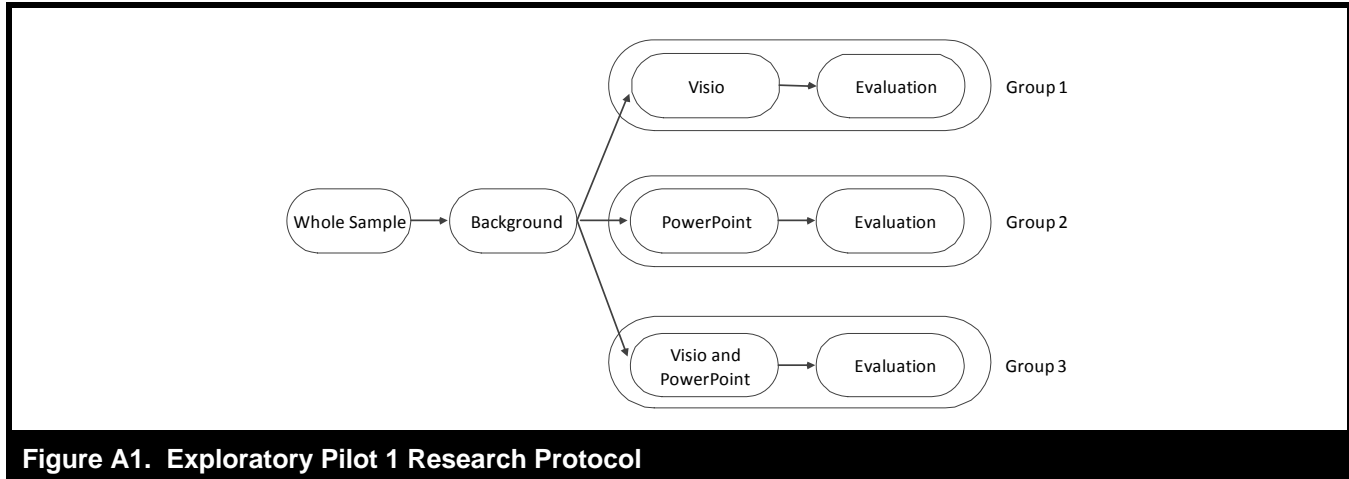 Visio
Evaluation
Group 1
Whole Sample
Background
PowerPoint
Evaluation
Group 2
Visio and
PowerPoint
Evaluation
Group 3
Figure A1. Exploratory Pilot 1 Research Protocol